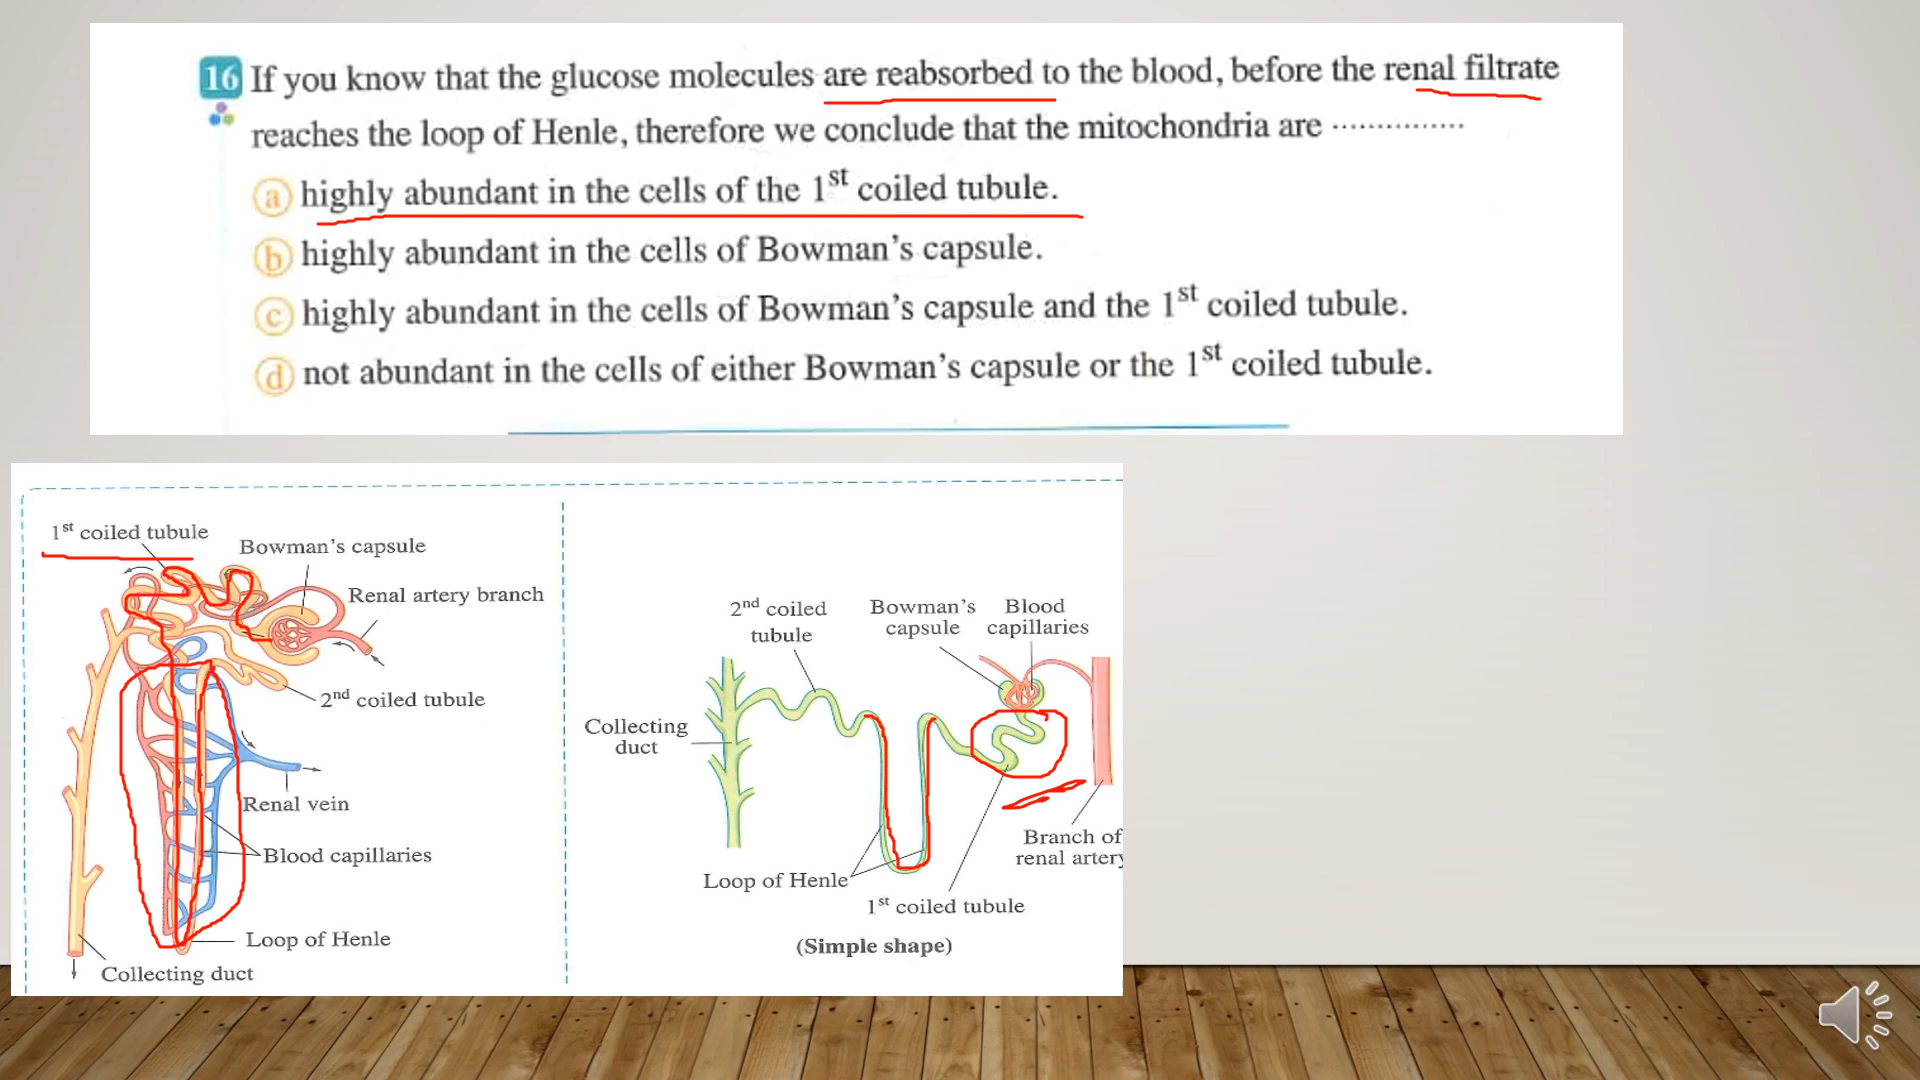 16 If you know that the glucose molecules are reabsorbed to the blood, before the renal filtrate
reaches the loop of Henle, therefore we conclude that the mitochondria are ...............
a highly abundant in the cells of the 1st coiled tubule.
b highly abundant in the cells of Bowman's capsule.
c highly abundant in the cells of Bowman's capsule and the 1st coiled tubule.
d not abundant in the cells of either Bowman's capsule or the 1st coiled tubule.
1st coiled tubule
Bowman's capsule
Renal artery branch
2nd coiled tubule
Renal vein
Blood capillaries
Loop of Henle
Collecting duct
2nd coiled
tubule
Bowman's
capsule
Blood
capillaries
Collecting
duct
Loop of Henle
1st coiled tubule
Branch of
renal artery
(Simple shape)